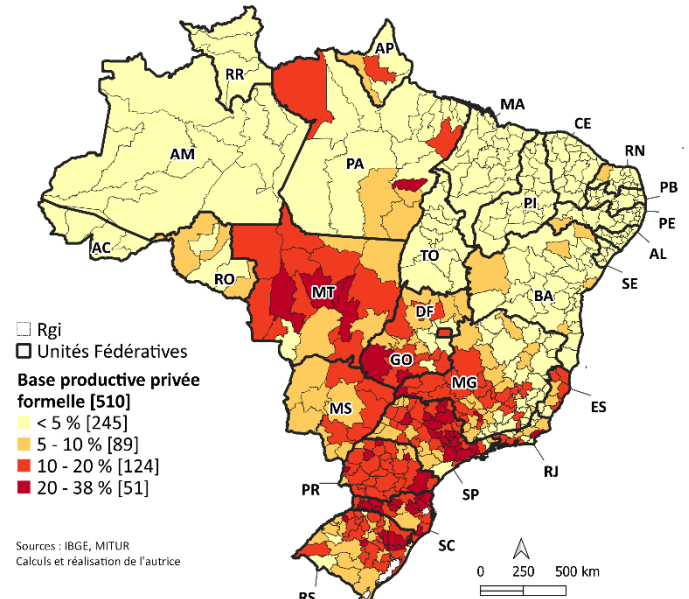 AP
RR
MA
CE
AM
RN
PA
PB
PI
PE
AC
TO
AL
RO
SE
BA
MT
DF
Rgi
Unités Fédératives
GO
Base productive privée
formelle [510]
MG
ES
MS
< 5 % [245]
5 - 10 % [89]
10 - 20 % [124]
RJ
20 - 38 % [51]
PR
SP
SC
Sources : IBGE, MITUR
Calculs et réalisation de l'autrice
0 250 500 km
RS